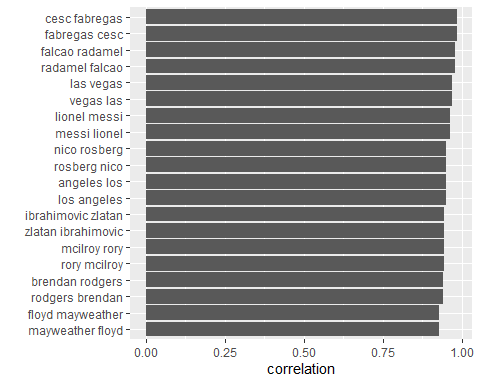 cesc fabregas
fabregas cesc
falcao radamel
radamel falcao
las vegas
vegas las
lionel messi
messi lionel
nico rosberg
rosberg nico
angeles los
los angeles
ibrahimovic zlatan
zlatan ibrahimovic
mcilroy rory
rory mcilroy
brendan rodgers
rodgers brendan
floyd mayweather
mayweather floyd
0.00 0.25 0.50 0.75 1.00
correlation